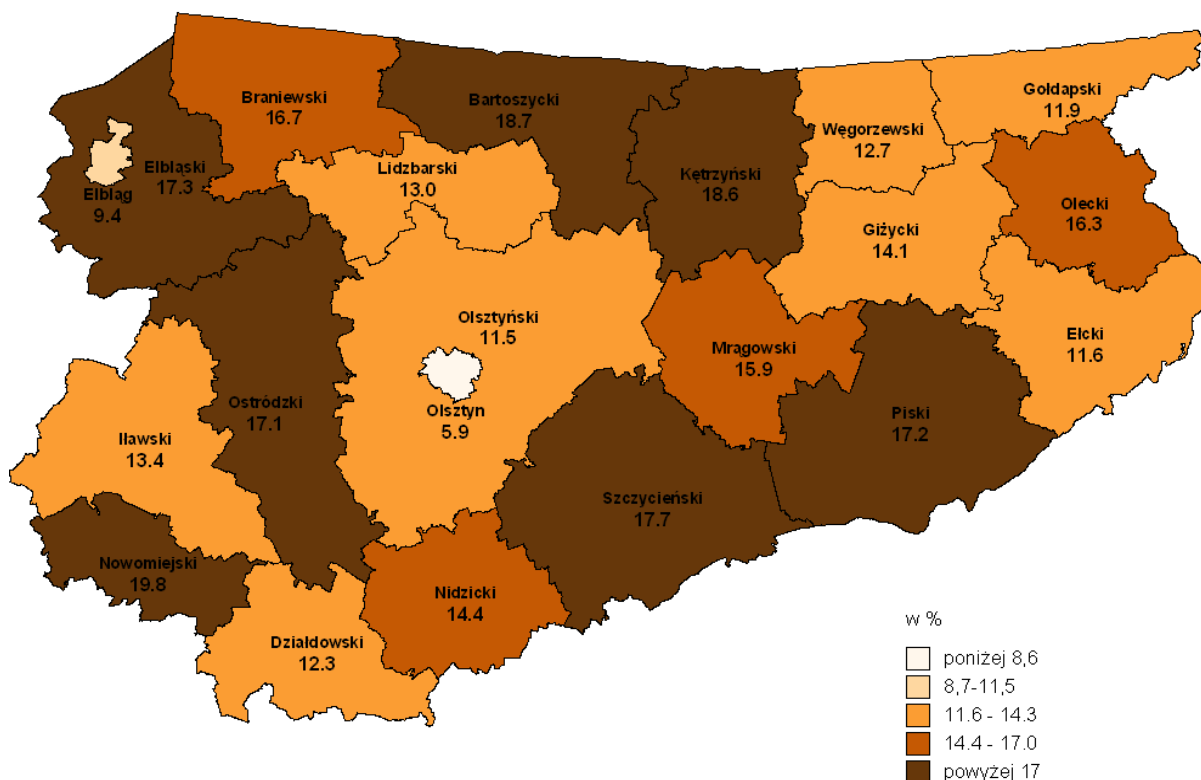 Braniewski
16.7
Bartoszycki
18.7
Gołdapski
11.9
Węgorzewski
12.7
Elbląski
17.3
Elbląg
9.4
Lidzbarski
13.0
Kętrzyński
18.6
Olecki
16.3
Giżycki
14.1
Olsztyński
11.5
Mrągowski
15.9
Ełcki
11.6
Ostródzki
17.1
Olsztyn
5.9
Piski
17.2
Iławski
13.4
Szczycieński
17.7
Nowomiejski
19.8
Nidzicki
14.4
Działdowski
12.3
w %
poniżej 8,6
8,7-11,5
11.6 - 14.3
14.4 - 17.0
powyżej 17